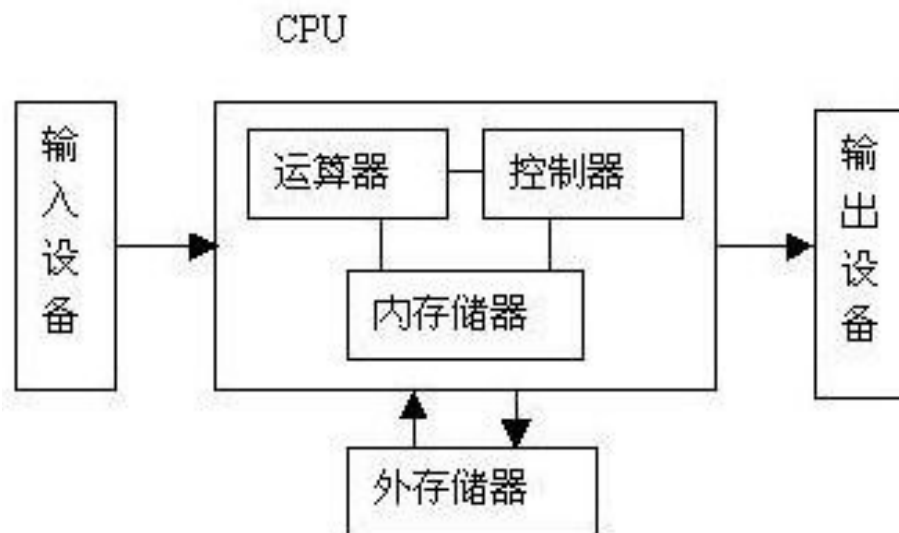 CPU
输入设备
运算器
控制器
内存储器
输出设备
外存储器